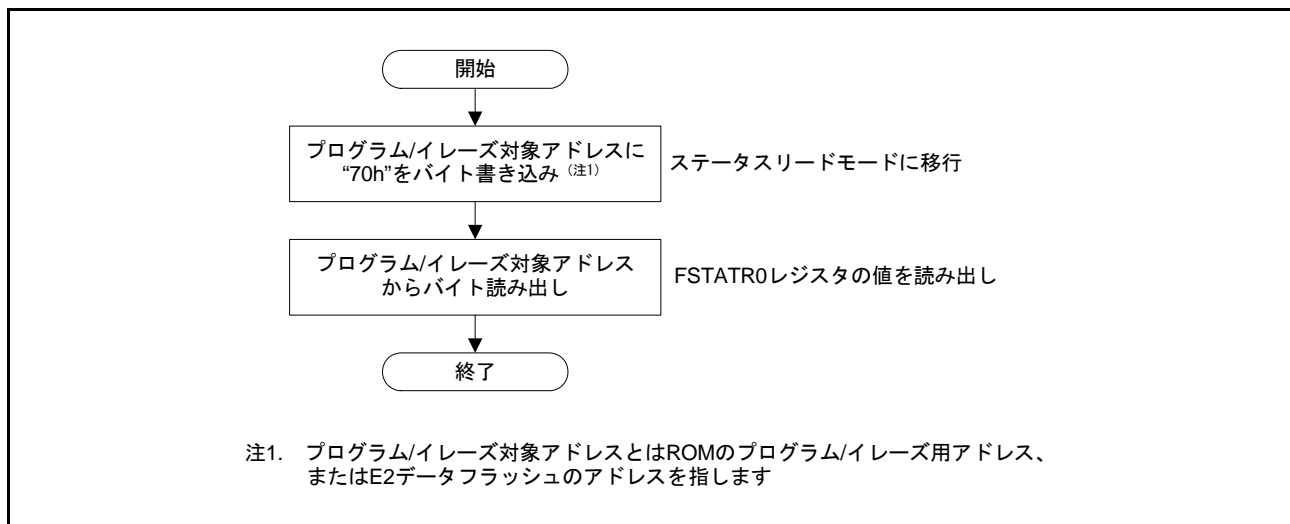 開始
プログラム/イレーズ対象アドレスに
“70h”をバイト書き込み（注1）
ステータスリードモードに移行
プログラム/イレーズ対象アドレス
からバイト読み出し
FSTATR0レジスタの値を読み出し
終了
注1. プログラム/イレーズ対象アドレスとはROMのプログラム/イレーズ用アドレス、
またはE2データフラッシュのアドレスを指します